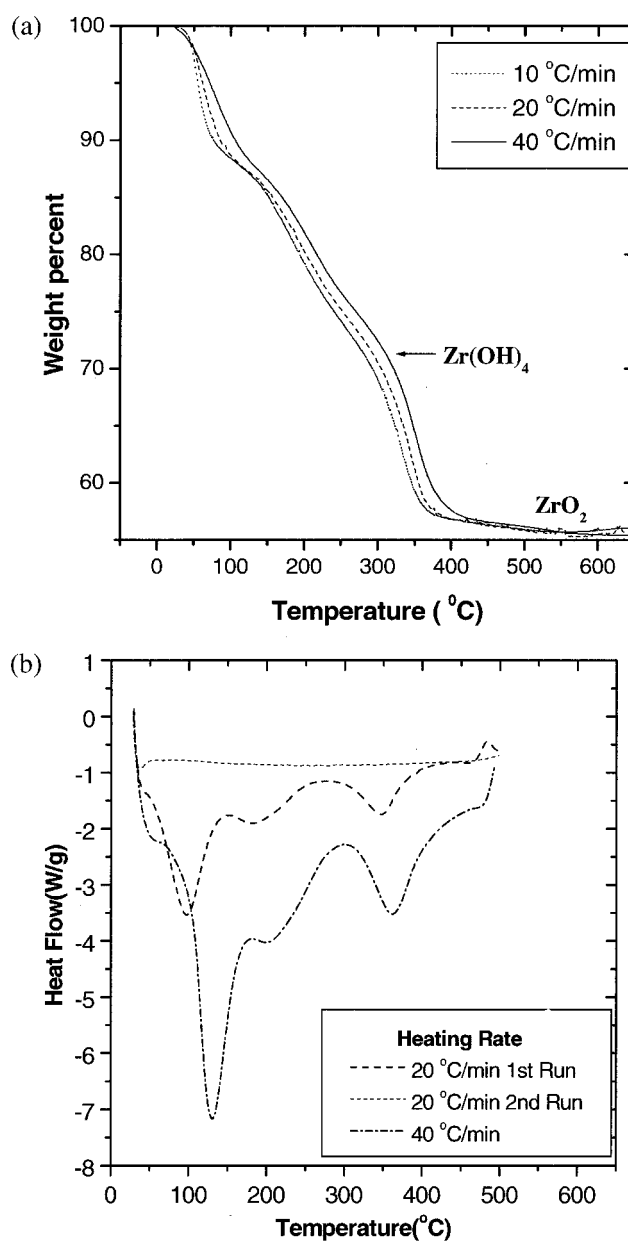 (a)
100
90
80
70
60
Weight percent
10 °C/min
20 °C/min
40 °C/min
Zr(OH)₄
ZrO₂
0 100 200 300 400 500 600
Temperature ( °C)
(b)
1
0
-1
-2
-3
-4
-5
-6
-7
-8
Heat Flow(W/g)
Heating Rate
20 °C/min 1st Run
20 °C/min 2nd Run
40 °C/min
0 100 200 300 400 500 600
Temperature(°C)